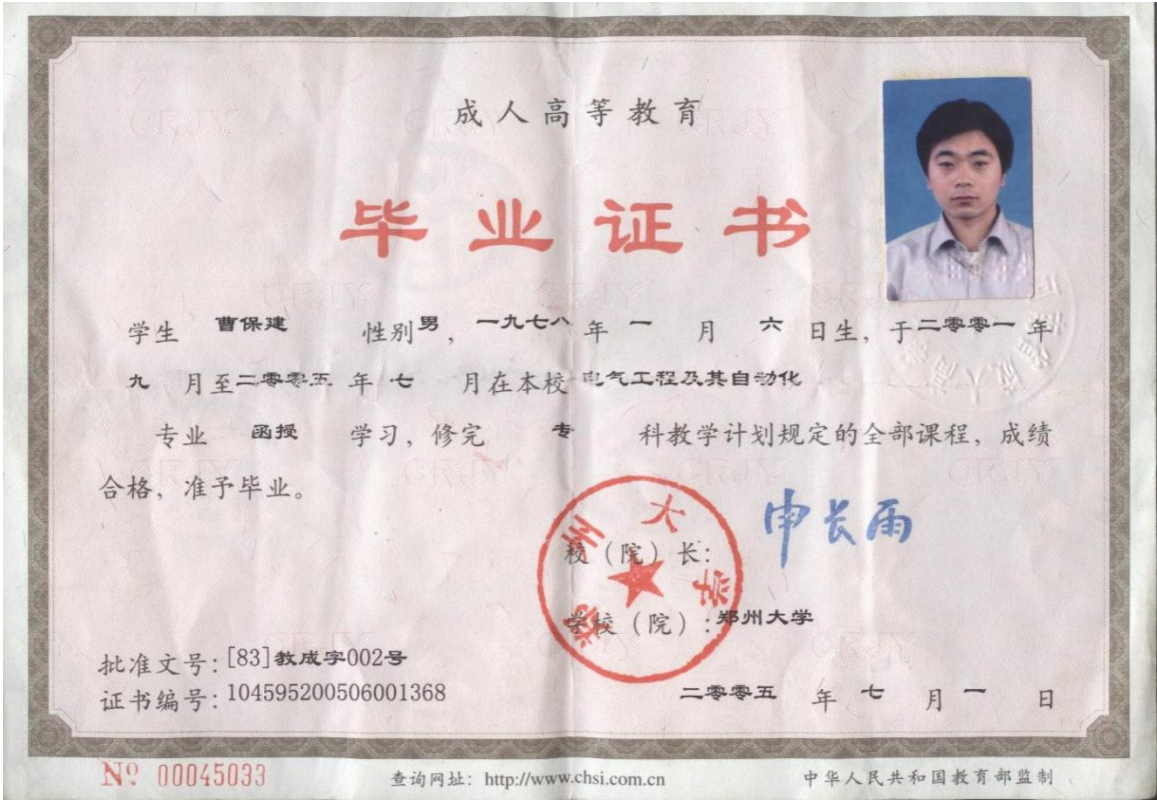 成人高等教育
毕业证书
学生 曹保建 性别 男，一九七八 年 一 月 六 日生，于 二零零一 年
九 月至 二零零五 年 七 月在本校 电气工程及其自动化
专业 函授 学习，修完 专 科教学计划规定的全部课程，成绩
合格，准予毕业。
郑州大学
校（院）长：申长雨
学校（院）：郑州大学
批准文号：[83]教成字002号
证书编号：104595200506001368
二零零五 年 七 月 一 日
№ 00045033
查询网址：http://www.chsi.com.cn
中华人民共和国教育部监制